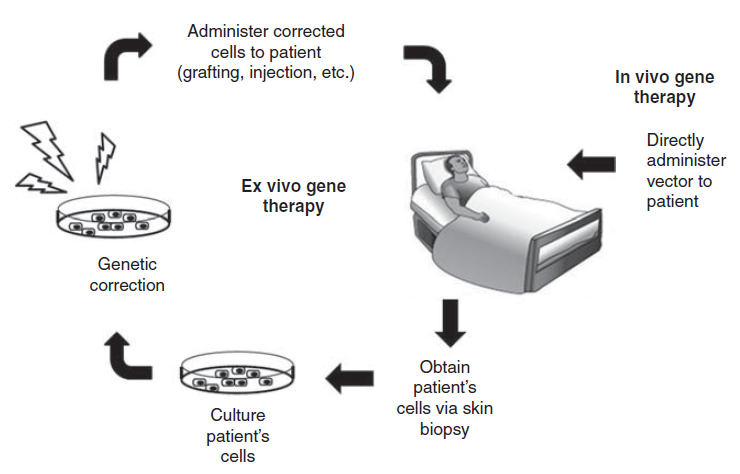 Administer corrected
cells to patient
(grafting, injection, etc.)
In vivo gene
therapy
Directly
administer
vector to
patient
Ex vivo gene
therapy
Genetic
correction
Obtain
patient's
cells via skin
biopsy
Culture
patient's
cells